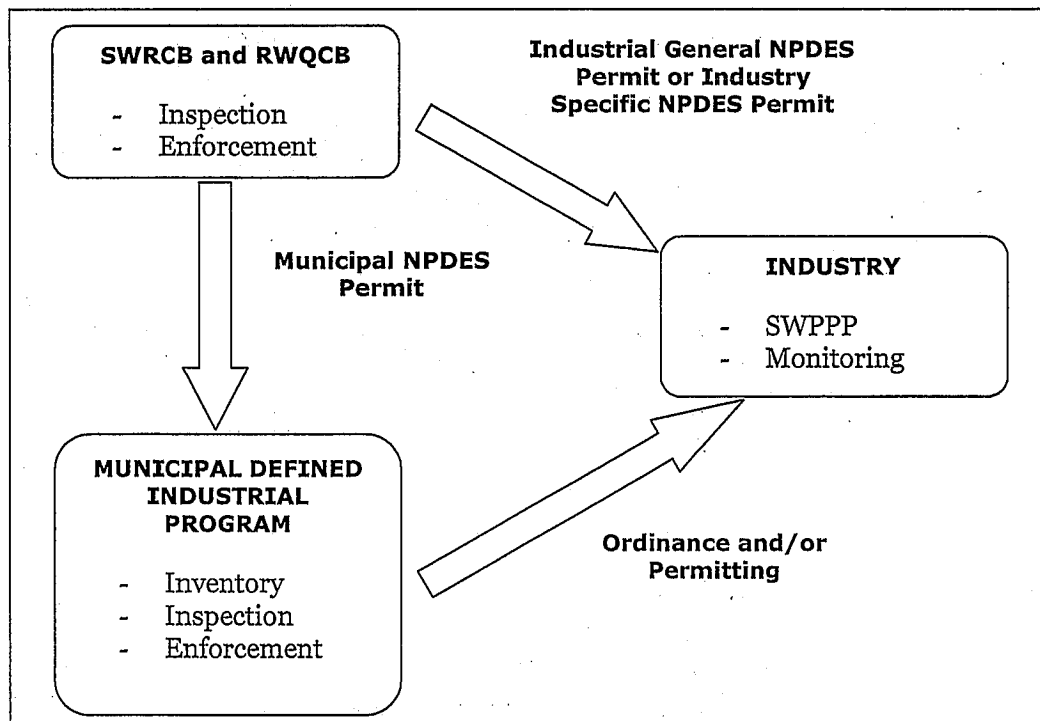 SWRCB and RWQCB
- Inspection
- Enforcement
Industrial General NPDES
Permit or Industry
Specific NPDES Permit
Municipal NPDES
Permit
INDUSTRY
- SWPPP
- Monitoring
MUNICIPAL DEFINED
INDUSTRIAL
PROGRAM
- Inventory
- Inspection
- Enforcement
Ordinance and/or
Permitting